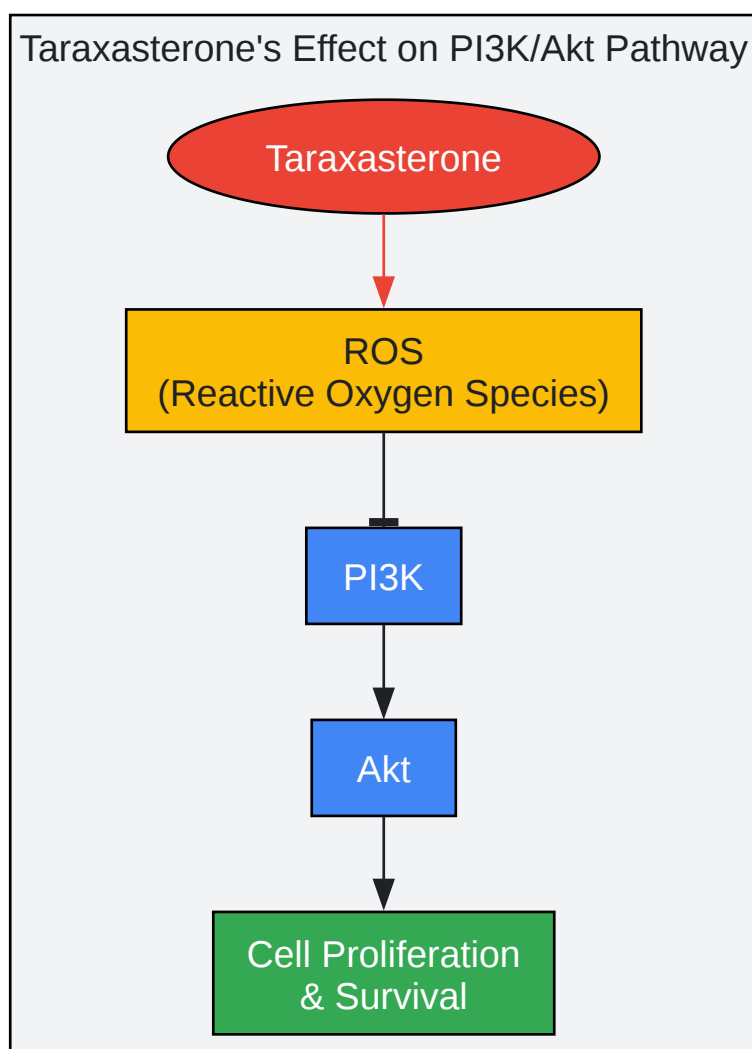 Taraxasterone's Effect on PI3K/Akt Pathway
Taraxasterone
ROS
(Reactive Oxygen Species)
PI3K
Akt
Cell Proliferation
& Survival